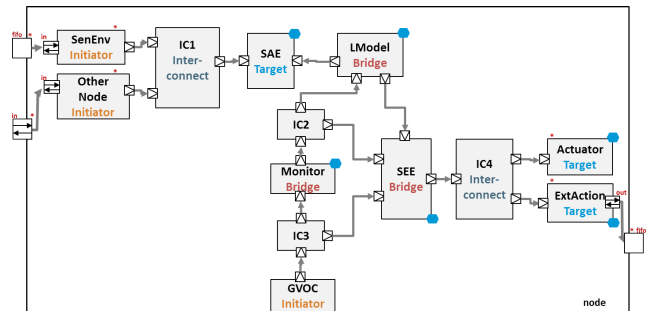 fifo
*
in
SenEnv
Initiator
*
in
Other
Node
Initiator
*
in
*
IC1
Inter-
connect
SAE
Target
LModel
Bridge
IC2
Monitor
Bridge
IC3
GVOC
Initiator
SEE
Bridge
IC4
Inter-
connect
*
Actuator
Target
*
ExtAction
Target
out
* fifo
node